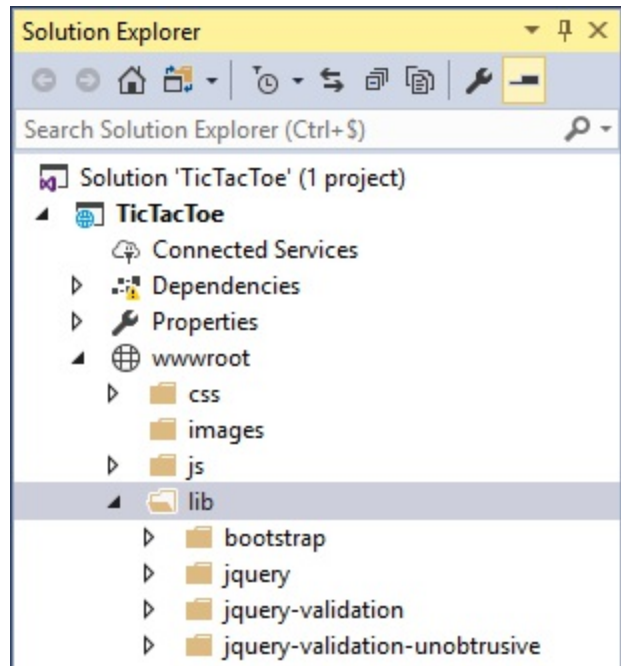 Solution Explorer
Search Solution Explorer (Ctrl+$)
Solution 'TicTacToe' (1 project)
TicTacToe
Connected Services
Dependencies
Properties
wwwroot
css
images
js
lib
bootstrap
jquery
jquery-validation
jquery-validation-unobtrusive